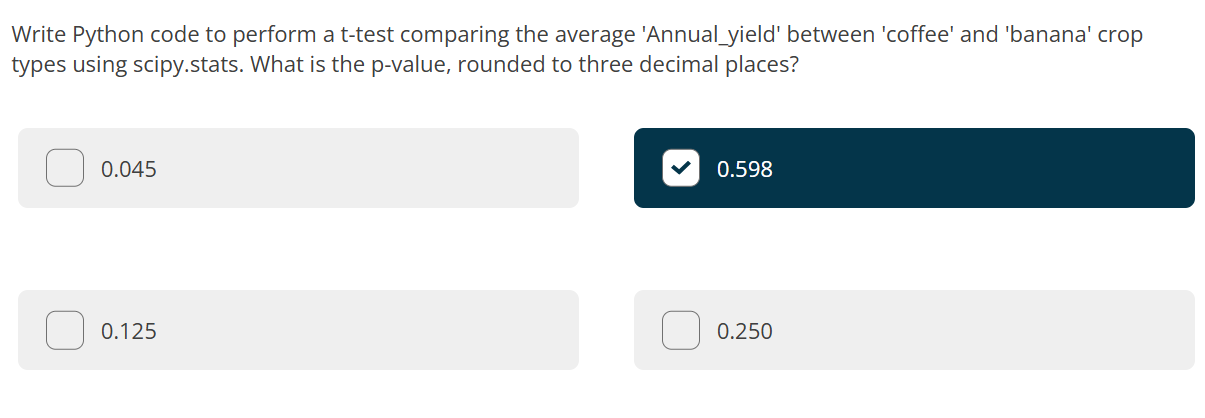 Write Python code to perform a t-test comparing the average 'Annual_yield' between 'coffee' and 'banana' crop
types using scipy.stats. What is the p-value, rounded to three decimal places?
0.045
0.598
0.125
0.250